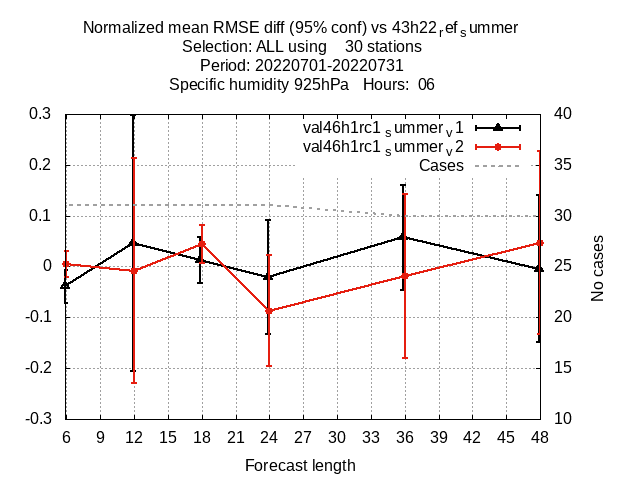 Normalized mean RMSE diff (95% conf) vs 43h22refsummer
Selection: ALL using 30 stations
Period: 20220701-20220731
Specific humidity 925hPa Hours: 06
0.3 40
val46h1rc1summerv1
val46h1rc1summerv2
Cases
0.2 35
0.1 30
0 25
-0.1 20
-0.2 15
-0.3 10
No cases
6 9 12 15 18 21 24 27 30 33 36 39 42 45 48
Forecast length